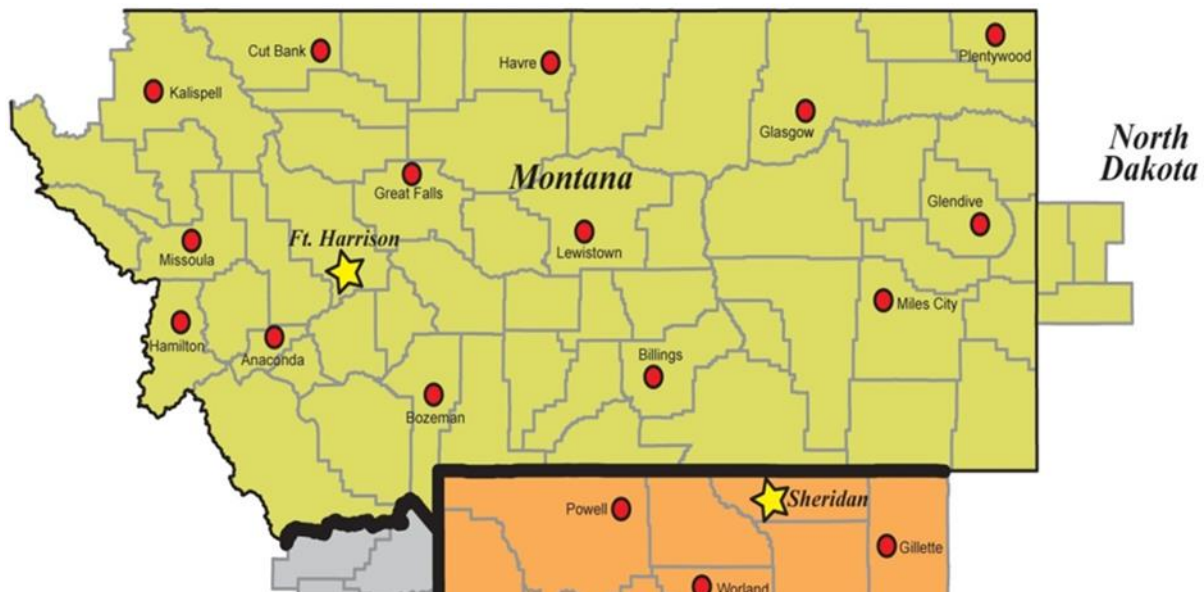 Cut Bank
Havre
Plentywood
Kalispell
Glasgow
North
Dakota
Great Falls
Montana
Glendive
Missoula
Ft. Harrison
Lewistown
Miles City
Hamilton
Anaconda
Billings
Bozeman
Powell
Sheridan
Gillette
Worland